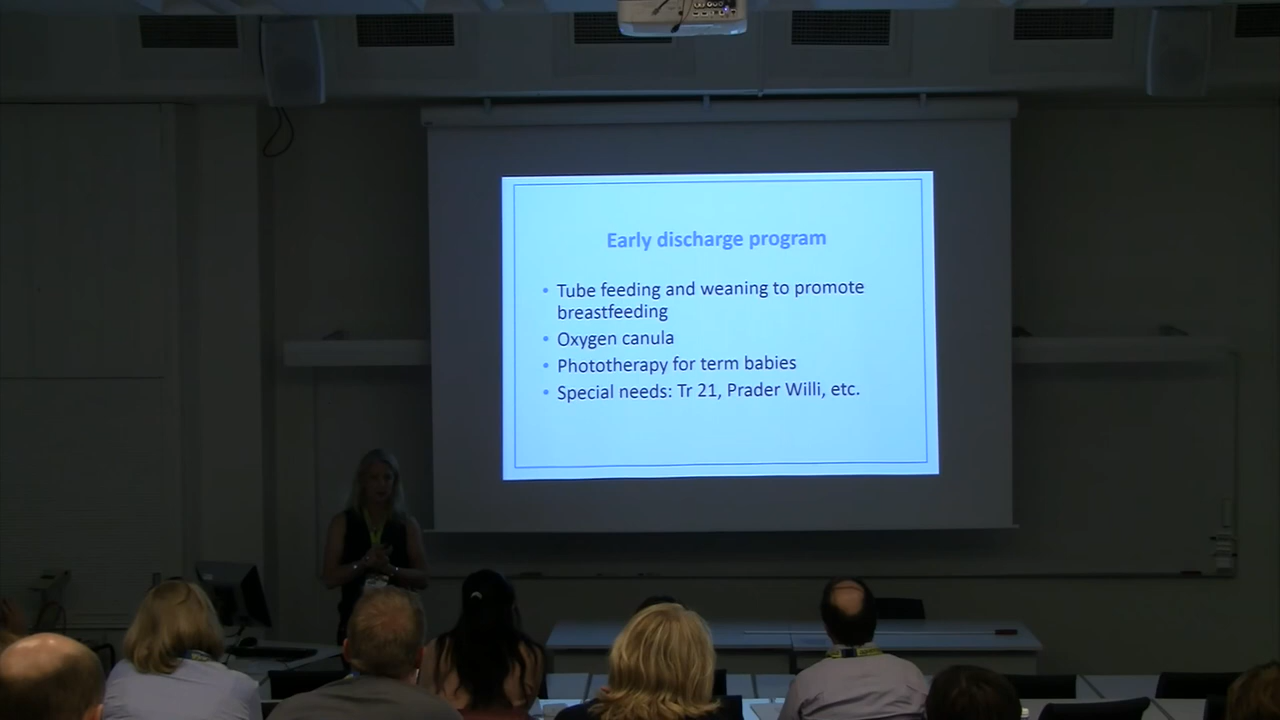 Early discharge program
• Tube feeding and weaning to promote
breastfeeding
• Oxygen canula
• Phototherapy for term babies
• Special needs: Tr 21, Prader Willi, etc.